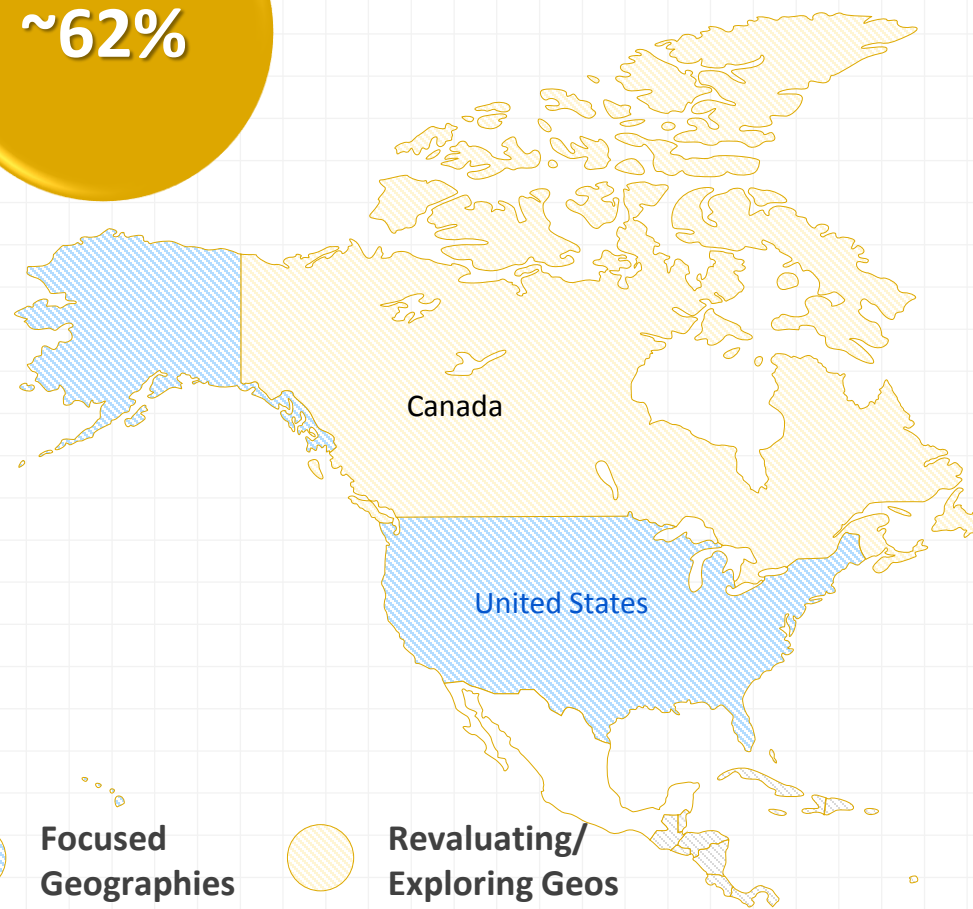 ~62%
Canada
United States
Focused
Geographies
Revaluating/
Exploring Geos